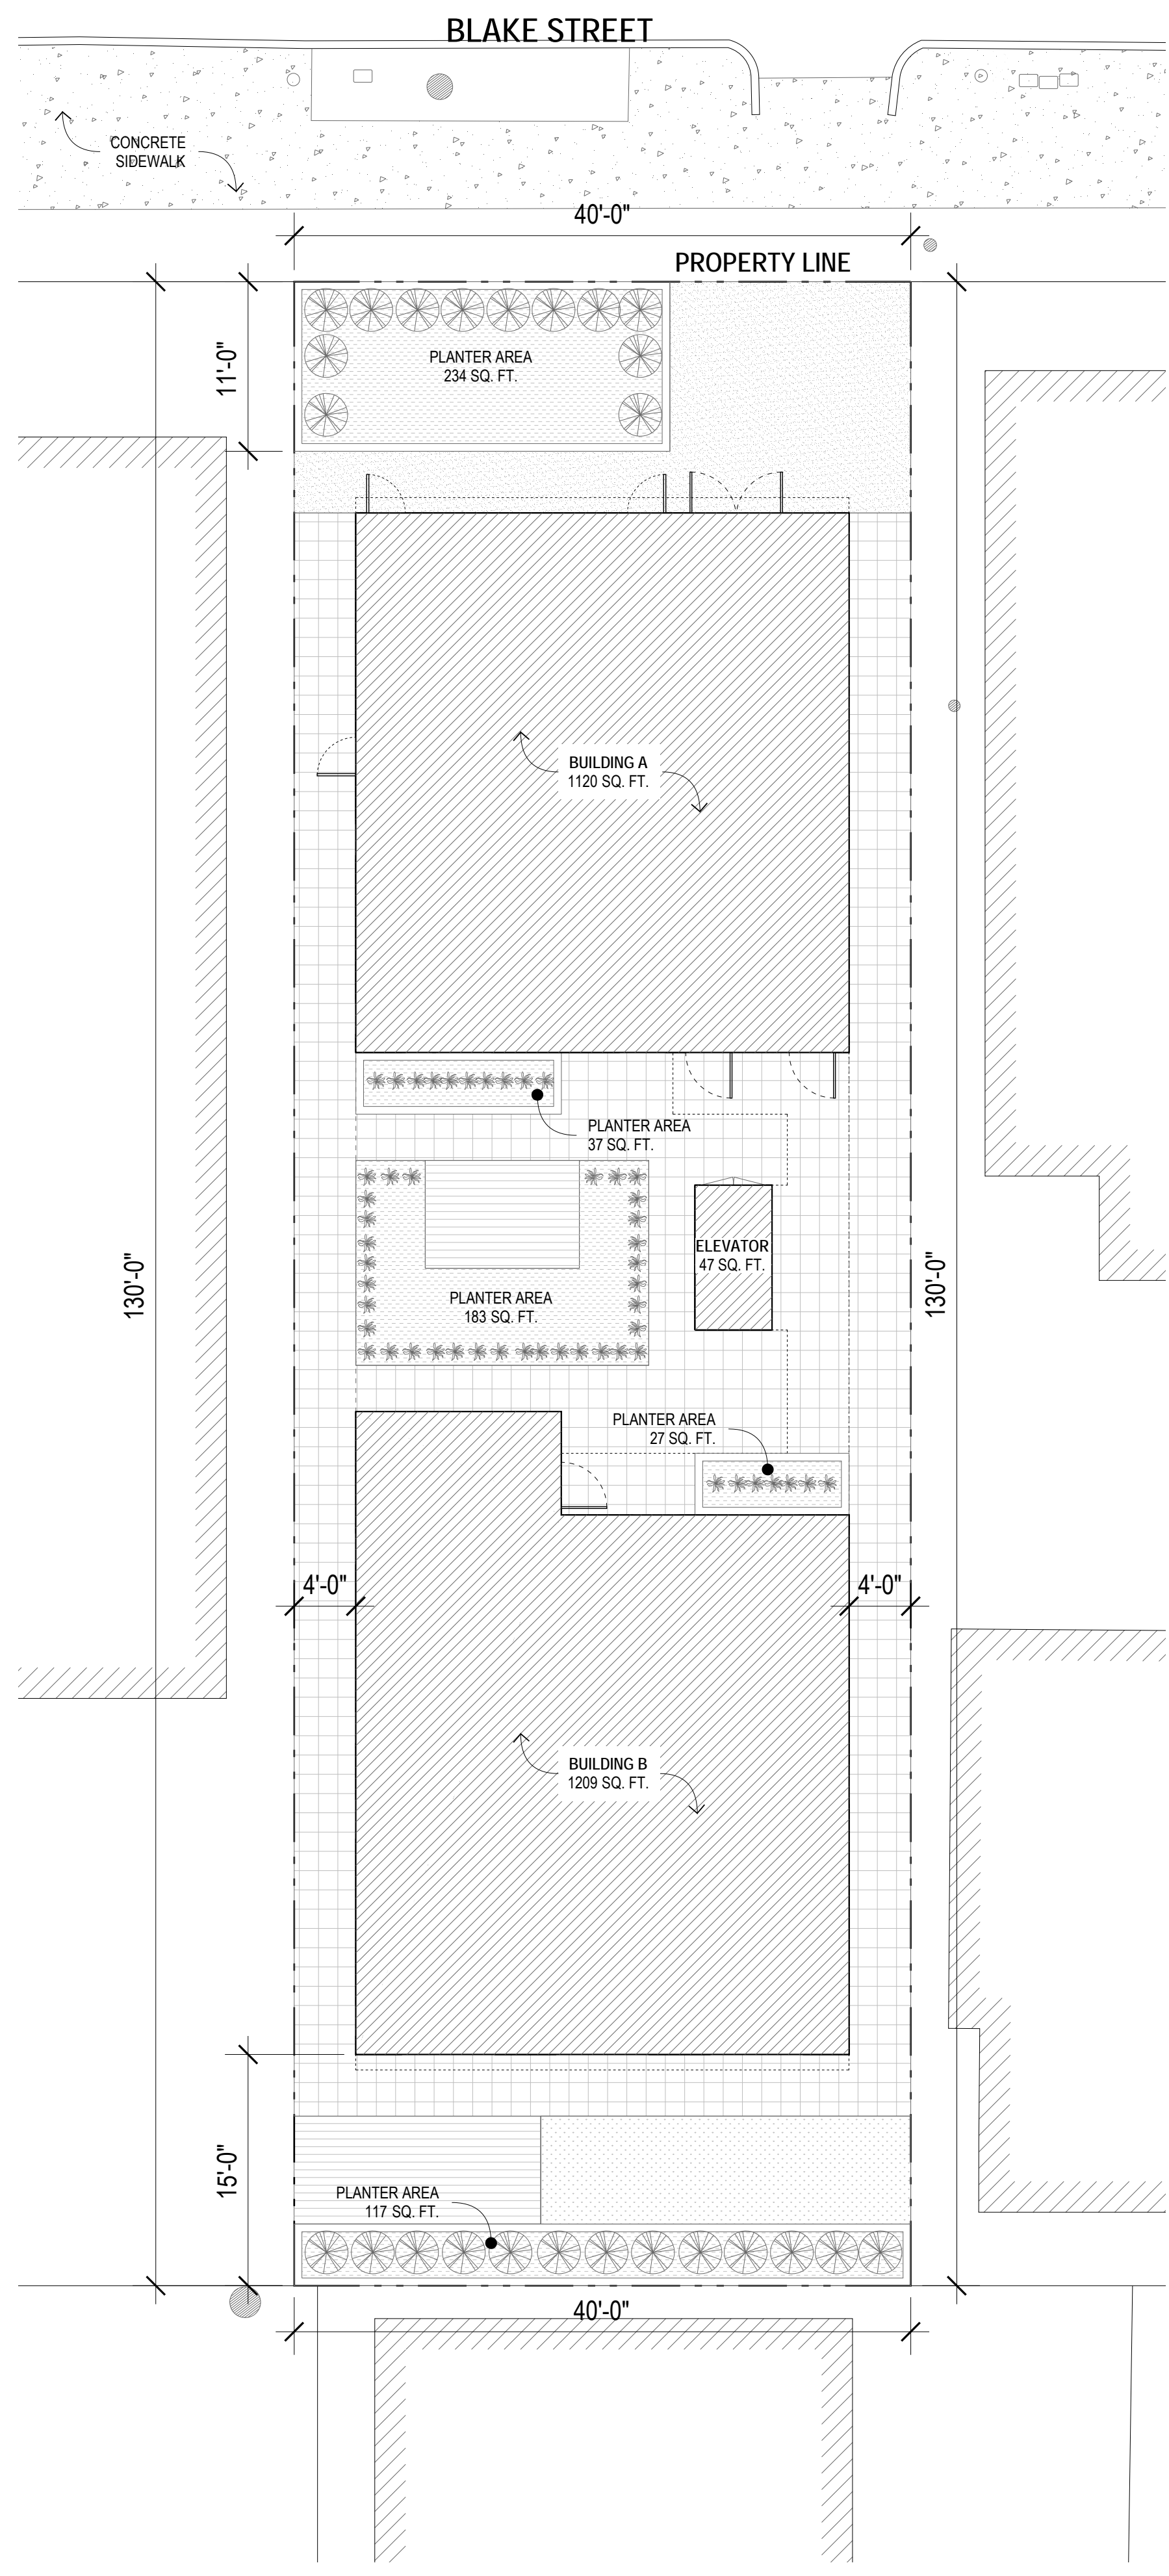 BLAKE STREET
CONCRETE
SIDEWALK
40'-0"
PROPERTY LINE
11'-0"
PLANTER AREA
234 SQ. FT.
BUILDING A
1120 SQ. FT.
PLANTER AREA
37 SQ. FT.
ELEVATOR
47 SQ. FT.
130'-0"
130'-0"
PLANTER AREA
183 SQ. FT.
PLANTER AREA
27 SQ. FT.
4'-0"
4'-0"
BUILDING B
1209 SQ. FT.
15'-0"
PLANTER AREA
117 SQ. FT.
40'-0"